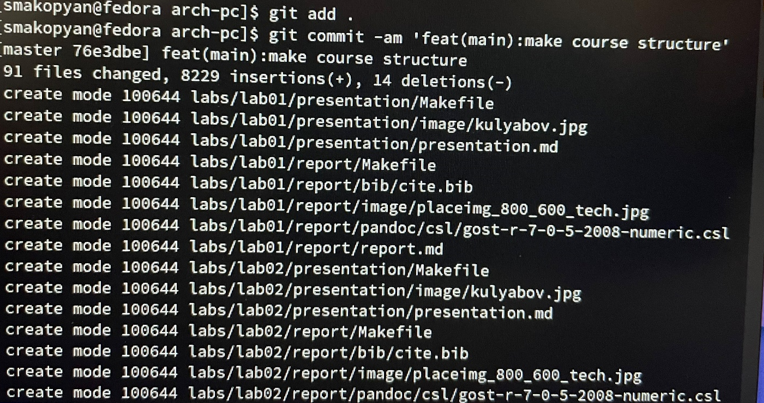 [smakopyan@fedora arch-pc]$ git add .
[smakopyan@fedora arch-pc]$ git commit -am 'feat(main):make course structure'
[master 76e3dbe] feat(main):make course structure
91 files changed, 8229 insertions(+), 14 deletions(-)
create mode 100644 labs/lab01/presentation/Makefile
create mode 100644 labs/lab01/presentation/image/kulyabov.jpg
create mode 100644 labs/lab01/presentation/presentation.md
create mode 100644 labs/lab01/report/Makefile
create mode 100644 labs/lab01/report/bib/cite.bib
create mode 100644 labs/lab01/report/image/placeimg_800_600_tech.jpg
create mode 100644 labs/lab01/report/pandoc/csl/gost-r-7-0-5-2008-numeric.csl
create mode 100644 labs/lab01/report/report.md
create mode 100644 labs/lab02/presentation/Makefile
create mode 100644 labs/lab02/presentation/image/kulyabov.jpg
create mode 100644 labs/lab02/presentation/presentation.md
create mode 100644 labs/lab02/report/Makefile
create mode 100644 labs/lab02/report/bib/cite.bib
create mode 100644 labs/lab02/report/image/placeimg_800_600_tech.jpg
create mode 100644 labs/lab02/report/pandoc/csl/gost-r-7-0-5-2008-numeric.csl